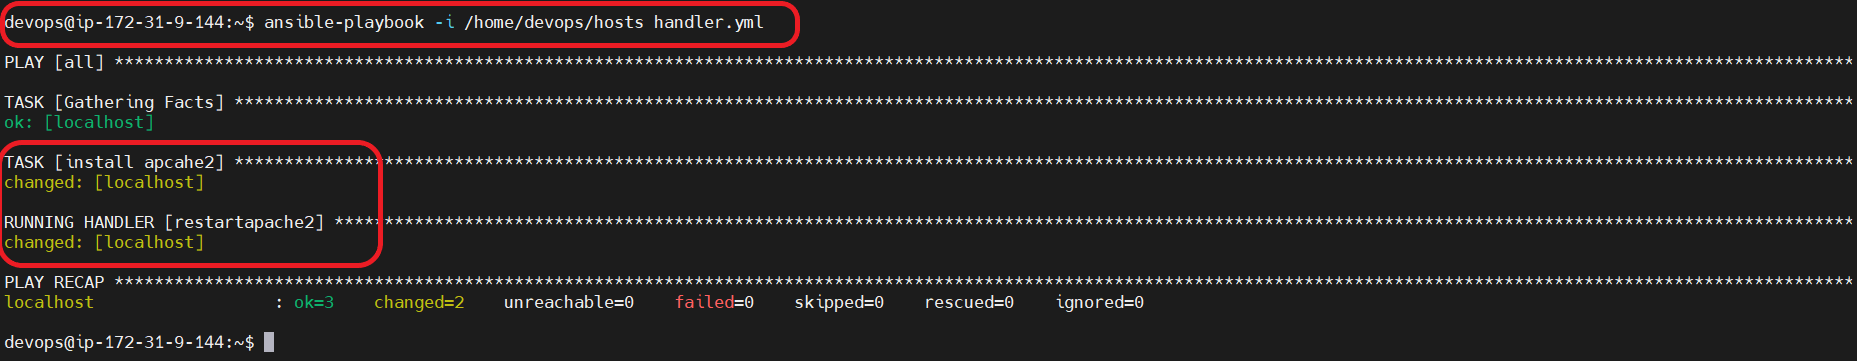 devops@ip-172-31-9-144:~$ ansible-playbook -i /home/devops/hosts handler.yml
PLAY [all] ******************************************************************************************************************************************************************************
TASK [Gathering Facts] ******************************************************************************************************************************************************************
ok: [localhost]
TASK [install apcahe2] ******************************************************************************************************************************************************************
changed: [localhost]
RUNNING HANDLER [restartapache2] ********************************************************************************************************************************************************
changed: [localhost]
PLAY RECAP ******************************************************************************************************************************************************************************
localhost                  : ok=3    changed=2    unreachable=0    failed=0    skipped=0    rescued=0    ignored=0
devops@ip-172-31-9-144:~$